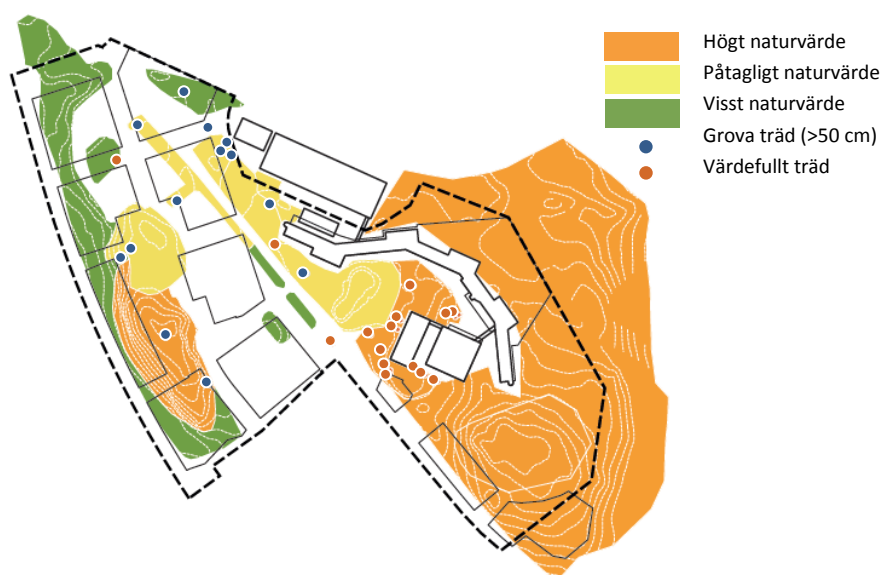 Högt naturvärde
Påtagligt naturvärde
Visst naturvärde
Grova träd (>50 cm)
Värdefullt träd